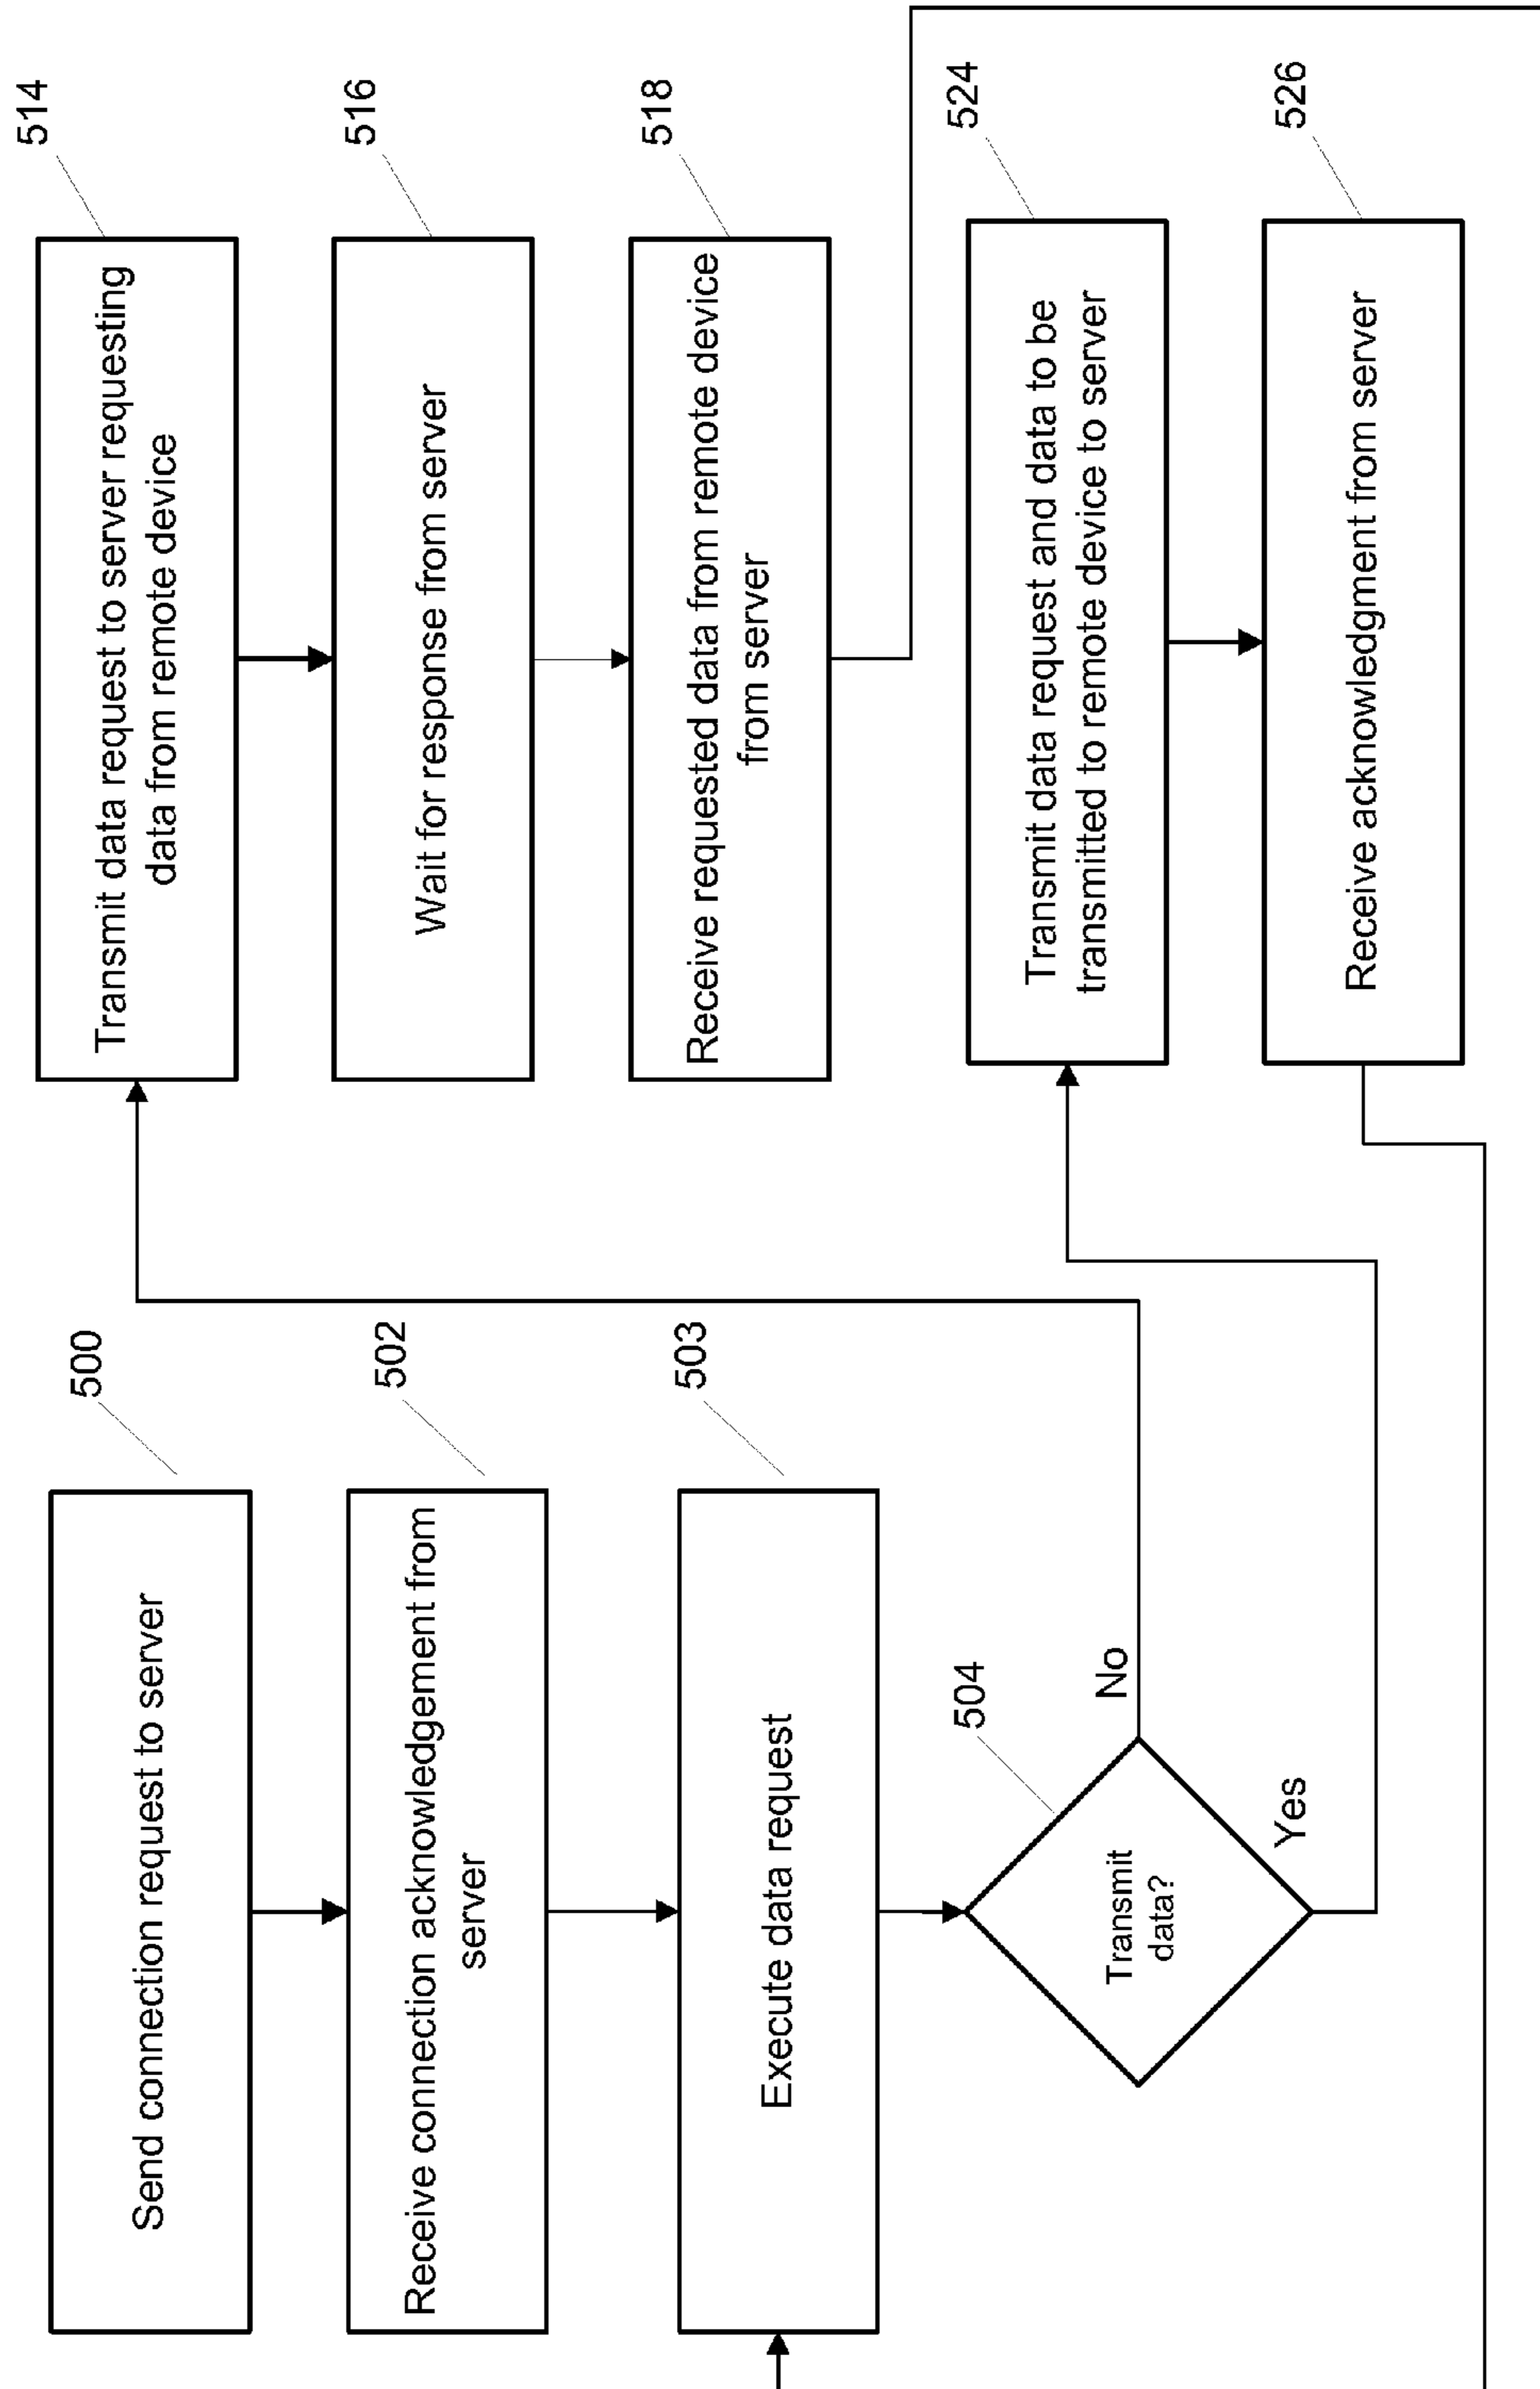 500
Send connection request to server
502
Receive connection acknowledgement from
server
503
Execute data request
504
Transmit
data?
No
Yes
514
Transmit data request to server requesting
data from remote device
516
Wait for response from server
518
Receive requested data from remote device
from server
524
Transmit data request and data to be
transmitted to remote device to server
526
Receive acknowledgment from server